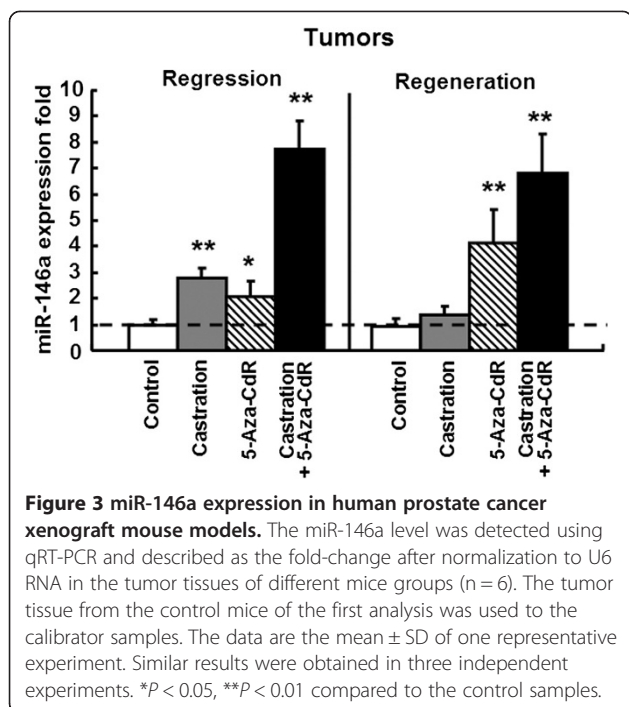 Tumors
Regression
Regeneration
miR-146a expression fold
10
9
8
7
6
5
4
3
2
1
0
**
*
**
**
**
Control
Castration
5-Aza-CdR
Castration
+ 5-Aza-CdR
Control
Castration
5-Aza-CdR
Castration
+ 5-Aza-CdR
Figure 3 miR-146a expression in human prostate cancer
xenograft mouse models. The miR-146a level was detected using
qRT-PCR and described as the fold-change after normalization to U6
RNA in the tumor tissues of different mice groups (n = 6). The tumor
tissue from the control mice of the first analysis was used to the
calibrator samples. The data are the mean ± SD of one representative
experiment. Similar results were obtained in three independent
experiments. *P < 0.05, **P < 0.01 compared to the control samples.